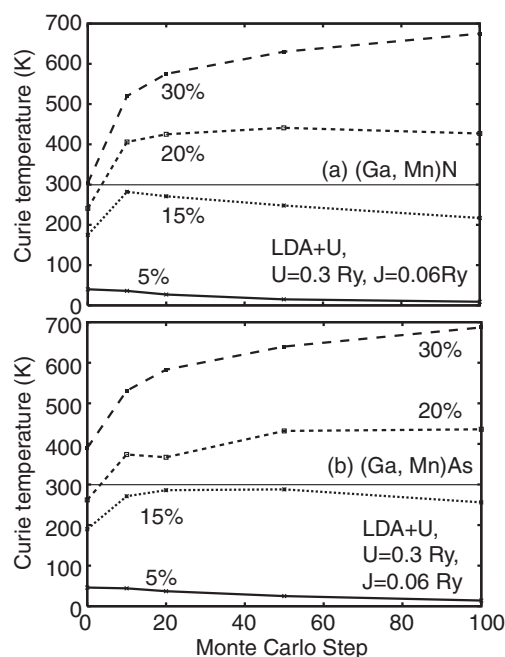 700
600
500
400
300
200
100
0
Curie temperature (K)
30%
20%
(a) (Ga, Mn)N
15%
LDA+U,
U=0.3 Ry, J=0.06Ry
5%
700
600
500
400
300
200
100
0
Curie temperature (K)
30%
20%
(b) (Ga, Mn)As
15%
LDA+U,
U=0.3 Ry,
J=0.06 Ry
5%
0 20 40 60 80 100
Monte Carlo Step